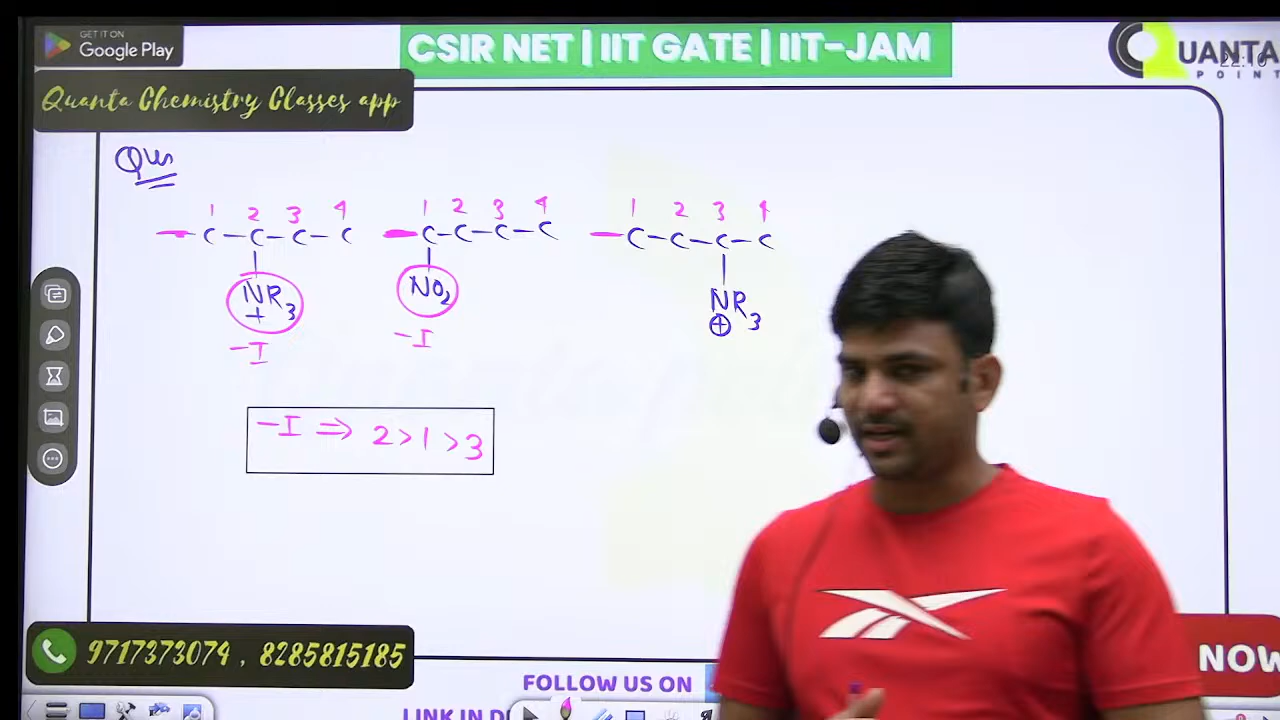 GET IT ON
Google Play
CSIR NET | IIT GATE | IIT-JAM
QUANTA
POINT
Quanta Chemistry Classes app
Qus
1 2 3 4 1 2 3 4 1 2 3 4
C-C-C-C C-C-C-C C-C-C-C
NR3 NO2 NR3
+ ⊕
-I -I
-I ⇒ 2>1>3
9717373074 , 8285815185
NOW
FOLLOW US ON
LINK IN D